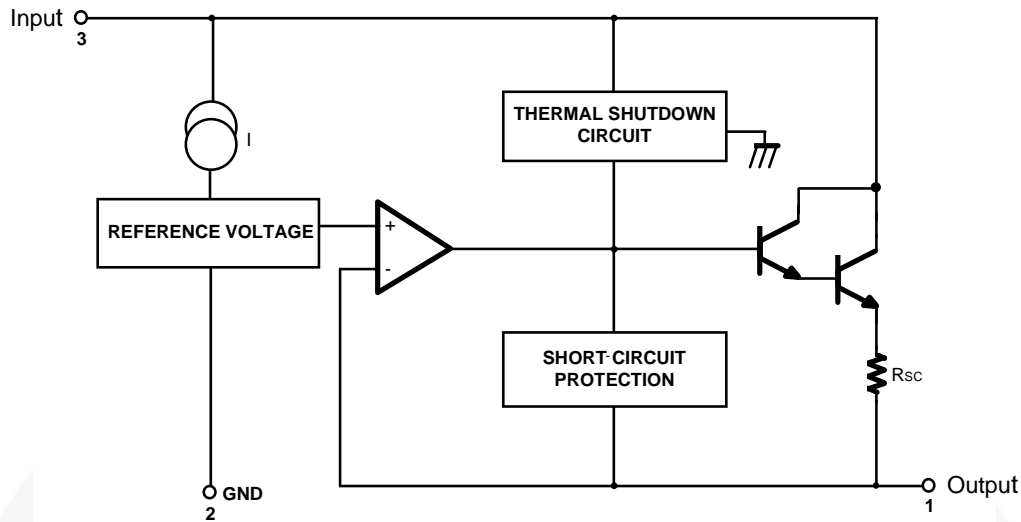 Input
3
THERMAL SHUTDOWN
CIRCUIT
I
REFERENCE VOLTAGE
+
-
SHORT-CIRCUIT
PROTECTION
RSC
GND
2
Output
1